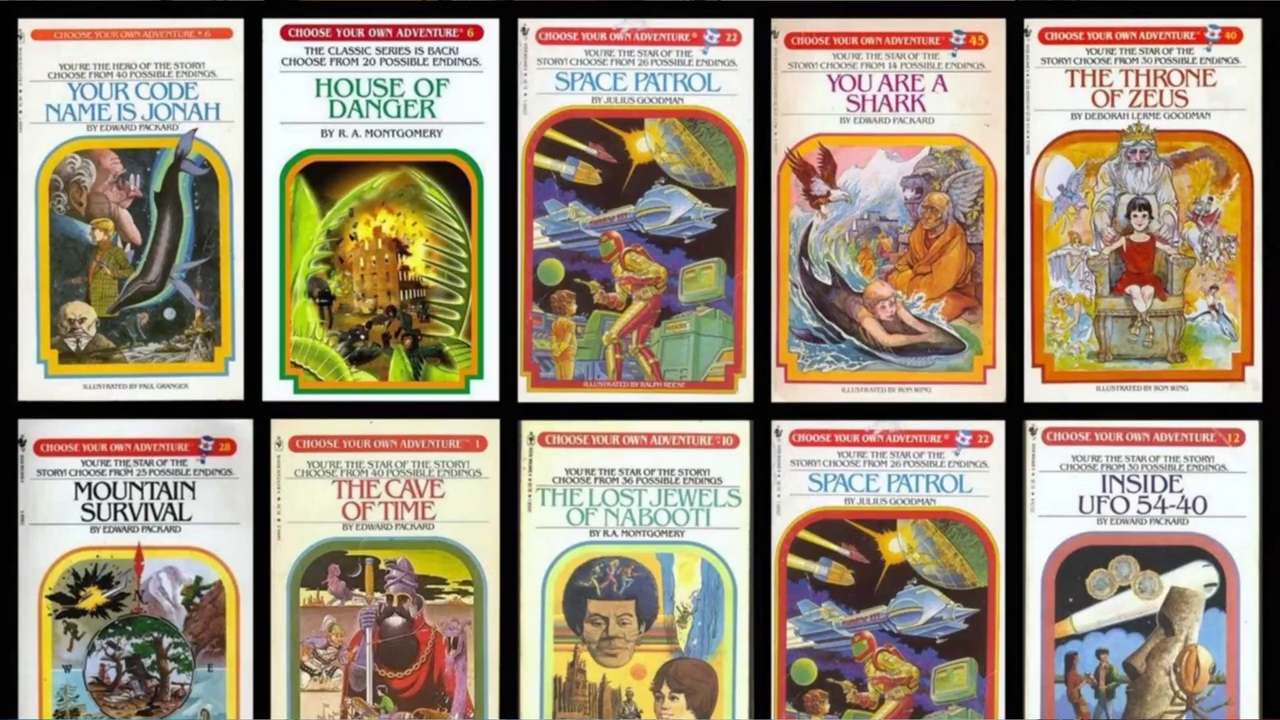 CHOOSE YOUR OWN ADVENTURE® 6
YOU'RE THE HERO OF THE STORY!
CHOOSE FROM 40 POSSIBLE ENDINGS.
YOUR CODE
NAME IS JONAH
BY EDWARD PACKARD
ILLUSTRATED BY PAUL GRANGER
CHOOSE YOUR OWN ADVENTURE® 6
THE CLASSIC SERIES IS BACK!
CHOOSE FROM 20 POSSIBLE ENDINGS.
HOUSE OF
DANGER
BY R. A. MONTGOMERY
CHOOSE YOUR OWN ADVENTURE® 22
YOU'RE THE STAR OF THE
STORY! CHOOSE FROM 26 POSSIBLE ENDINGS.
SPACE PATROL
BY JULIUS GOODMAN
ILLUSTRATED BY RALPH REESE
CHOOSE YOUR OWN ADVENTURE® 45
YOU'RE THE STAR OF THE
STORY! CHOOSE FROM 14 POSSIBLE ENDINGS.
YOU ARE A
SHARK
BY EDWARD PACKARD
ILLUSTRATED BY RON WING
CHOOSE YOUR OWN ADVENTURE® 40
YOU'RE THE STAR OF THE
STORY! CHOOSE FROM 30 POSSIBLE ENDINGS.
THE THRONE
OF ZEUS
BY DEBORAH LERME GOODMAN
ILLUSTRATED BY RON WING
CHOOSE YOUR OWN ADVENTURE® 28
YOU'RE THE STAR OF THE
STORY! CHOOSE FROM 25 POSSIBLE ENDINGS.
MOUNTAIN
SURVIVAL
BY EDWARD PACKARD
N
W
E
CHOOSE YOUR OWN ADVENTURE 1
YOU'RE THE STAR OF THE STORY!
CHOOSE FROM 40 POSSIBLE ENDINGS.
THE CAVE
OF TIME
BY EDWARD PACKARD
CHOOSE YOUR OWN ADVENTURE 10
YOU'RE THE STAR OF THE STORY!
CHOOSE FROM 36 POSSIBLE ENDINGS
THE LOST JEWELS
OF NABOOTI
BY R.A. MONTGOMERY
CHOOSE YOUR OWN ADVENTURE® 22
YOU'RE THE STAR OF THE
STORY! CHOOSE FROM 26 POSSIBLE ENDINGS.
SPACE PATROL
BY JULIUS GOODMAN
CHOOSE YOUR OWN ADVENTURE 12
YOU'RE THE STAR OF THE STORY!
CHOOSE FROM 30 POSSIBLE ENDINGS.
INSIDE
UFO 54-40
BY EDWARD PACKARD